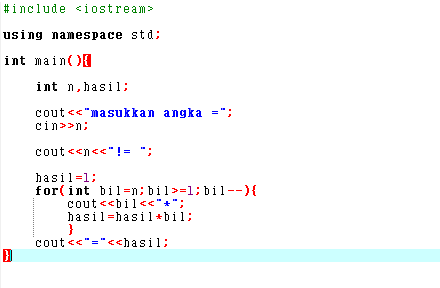 #include <iostream>
using namespace std;
int main(){
int n,hasil;
cout<<"masukkan angka =";
cin>>n;
cout<<n<<"!= ";
hasil=1;
for(int bil=n;bil>=1;bil--){
cout<<bil<<"*";
hasil=hasil*bil;
}
cout<<"="<<hasil;
}